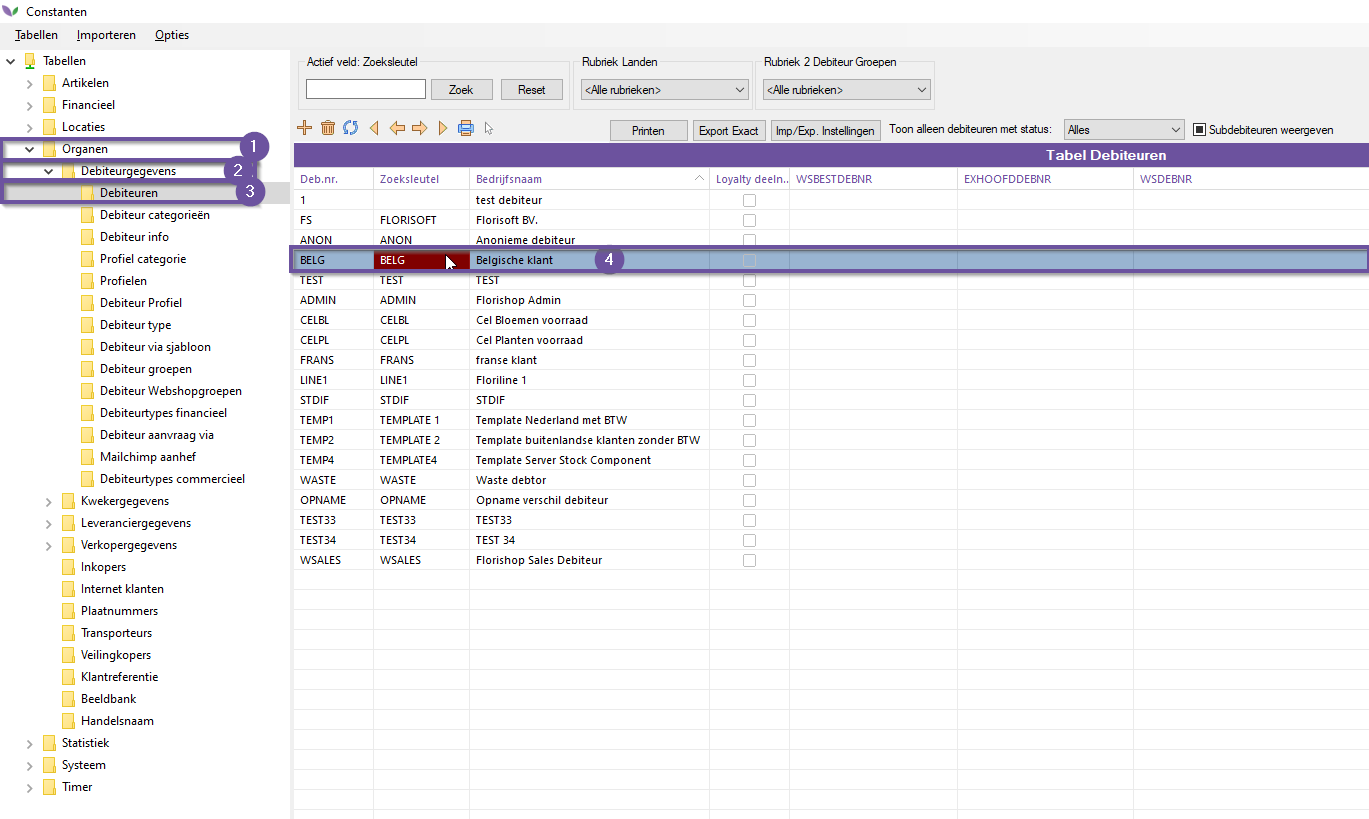 Constanten
Tabellen Importeren Opties
Tabellen
Artikelen
Financieel
Locaties
Organen 1
Debiteurgegevens 2
Debiteuren 3
Debiteur categorieën
Debiteur info
Profiel categorie
Profielen
Debiteur Profiel
Debiteur type
Debiteur via sjabloon
Debiteur groepen
Debiteur Webshopgroepen
Debiteurtypes financieel
Debiteur aanvraag via
Mailchimp aanhef
Debiteurtypes commercieel
Kwekergegevens
Leveranciergegevens
Verkopergegevens
Inkopers
Internet klanten
Plaatnummers
Transporteurs
Veilingkopers
Klantreferentie
Beeldbank
Handelsnaam
Statistiek
Systeem
Timer
Actief veld: Zoeksleutel Rubriek Landen Rubriek 2 Debiteur Groepen
Zoek Reset <Alle rubrieken> <Alle rubrieken>
Printen Export Exact Imp/Exp. Instellingen Toon alleen debiteuren met status: Alles Subdebiteuren weergeven
Tabel Debiteuren
Deb.nr. Zoeksleutel Bedrijfsnaam Loyalty deeln.. WSBESTDEBNR EXHOOFDDEBNR WSDEBNR
1 test debiteur
FS FLORISOFT Florisoft BV.
ANON ANON Anonieme debiteur
BELG BELG Belgische klant 4
TEST TEST TEST
ADMIN ADMIN Florishop Admin
CELBL CELBL Cel Bloemen voorraad
CELPL CELPL Cel Planten voorraad
FRANS FRANS franse klant
LINE1 LINE1 Floriline 1
STDIF STDIF STDIF
TEMP1 TEMPLATE 1 Template Nederland met BTW
TEMP2 TEMPLATE 2 Template buitenlandse klanten zonder BTW
TEMP4 TEMPLATE4 Template Server Stock Component
WASTE WASTE Waste debtor
OPNAME OPNAME Opname verschil debiteur
TEST33 TEST33 TEST33
TEST34 TEST34 TEST 34
WSALES WSALES Florishop Sales Debiteur